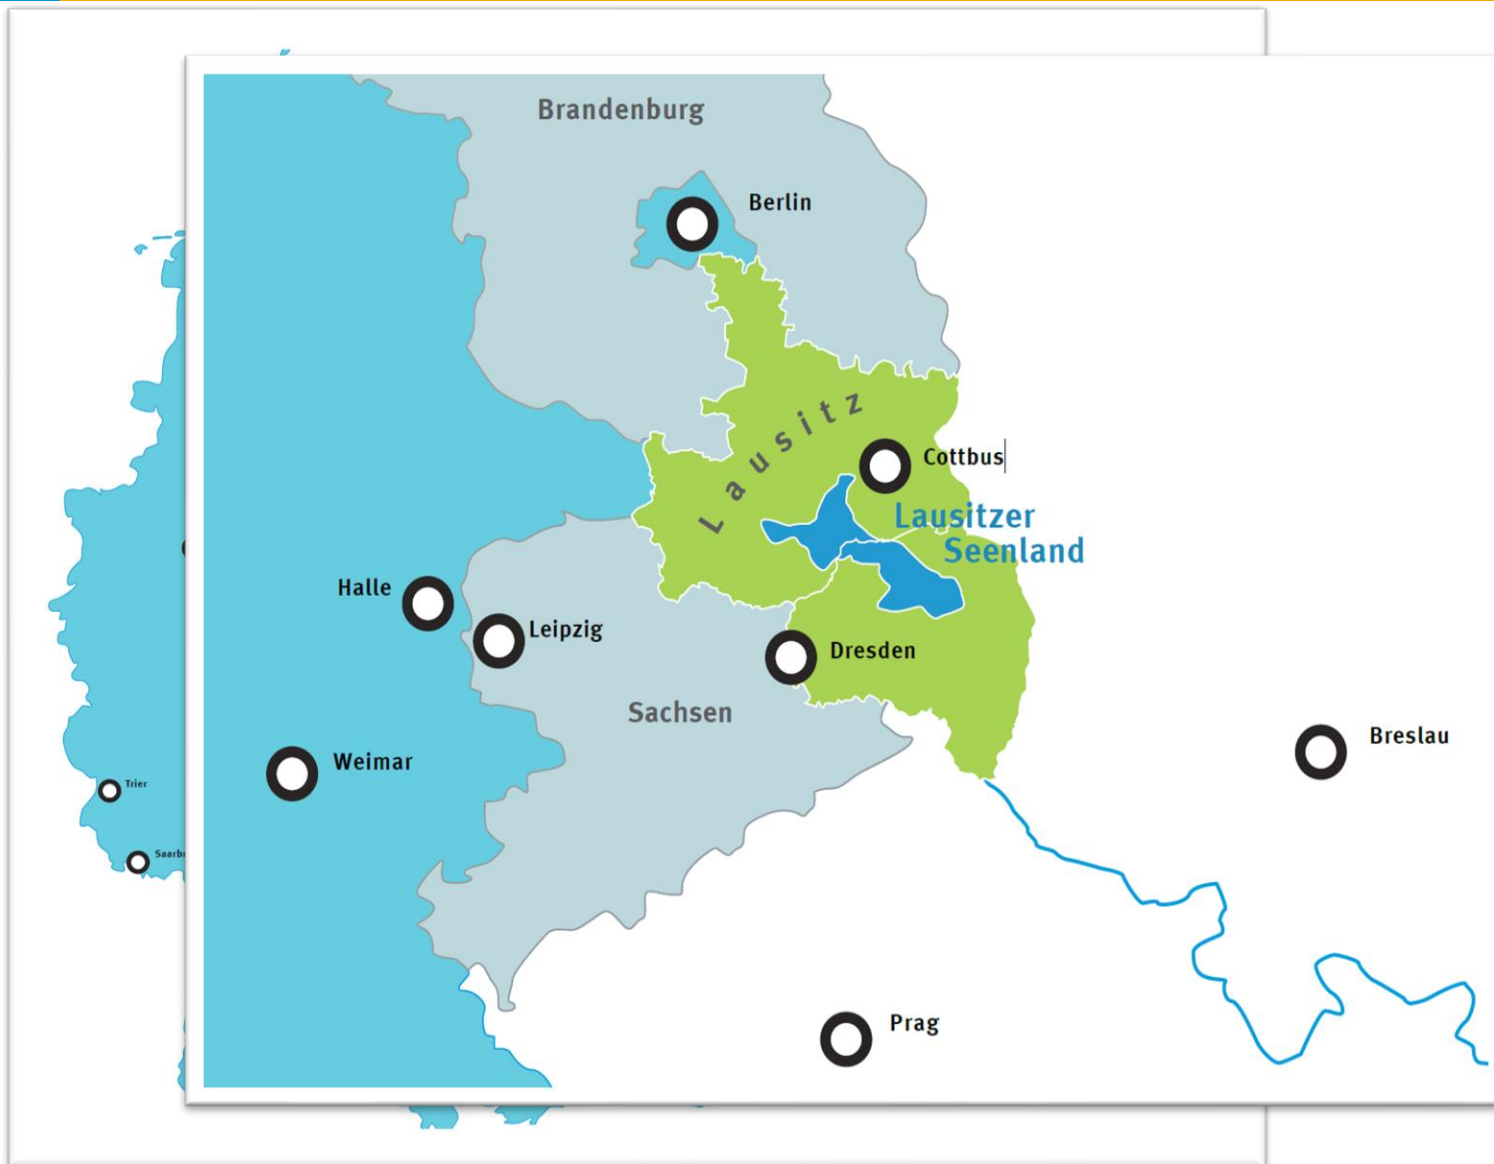 Brandenburg
Berlin
Lausitz
Cottbus
Lausitzer
Seenland
Halle
Leipzig
Dresden
Sachsen
Weimar
Breslau
Trier
Prag